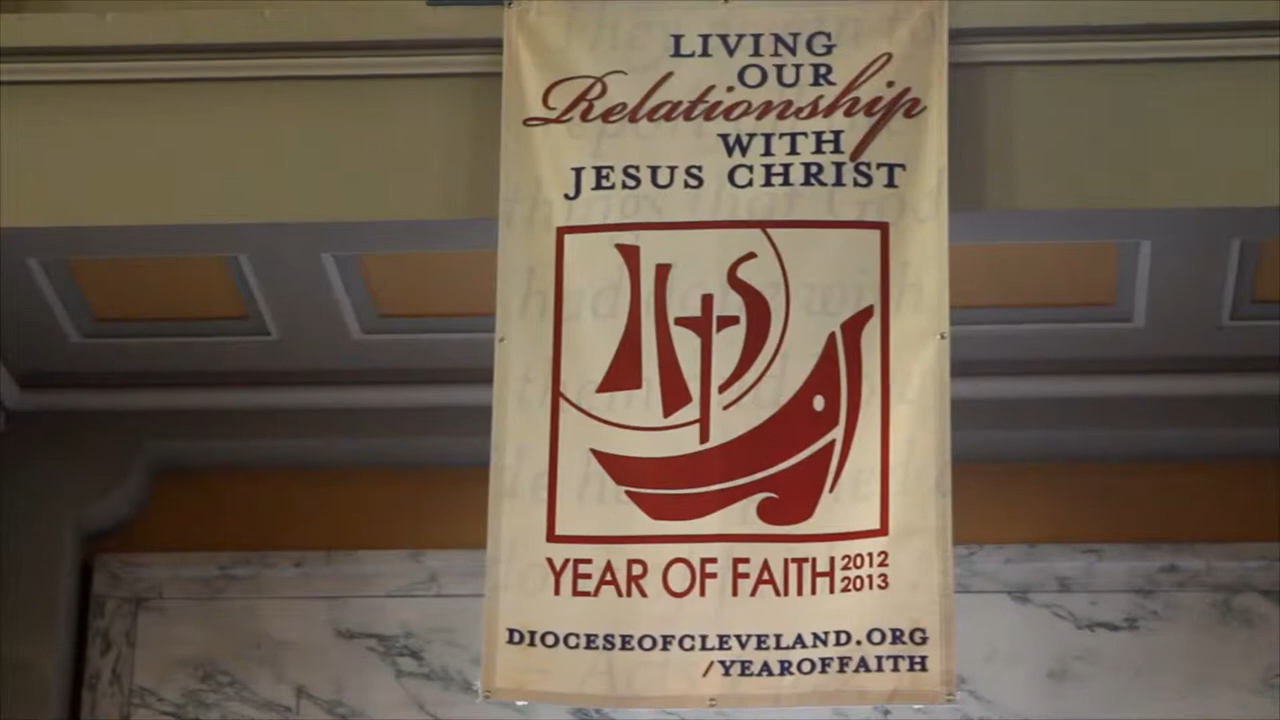 LIVING
OUR
Relationship
WITH
JESUS CHRIST
IHS
YEAR OF FAITH 2012
2013
DIOCESEOFCLEVELAND.ORG
/YEAROFFAITH